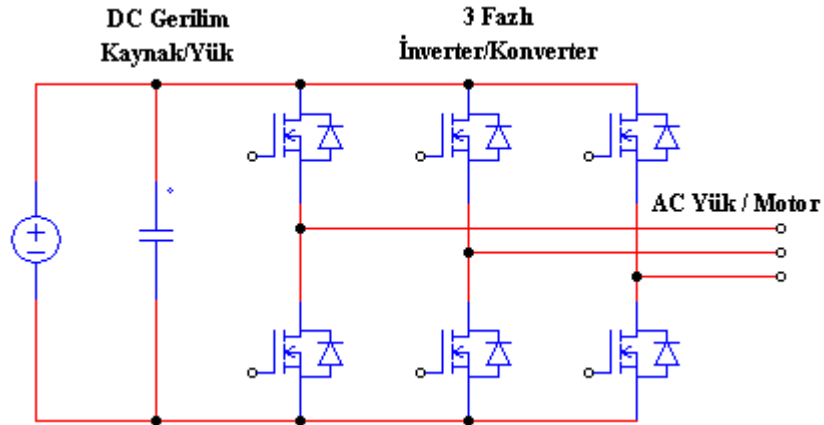 DC Gerilim
Kaynak/Yük
3 Fazlı
İnverter/Konverter
AC Yük / Motor